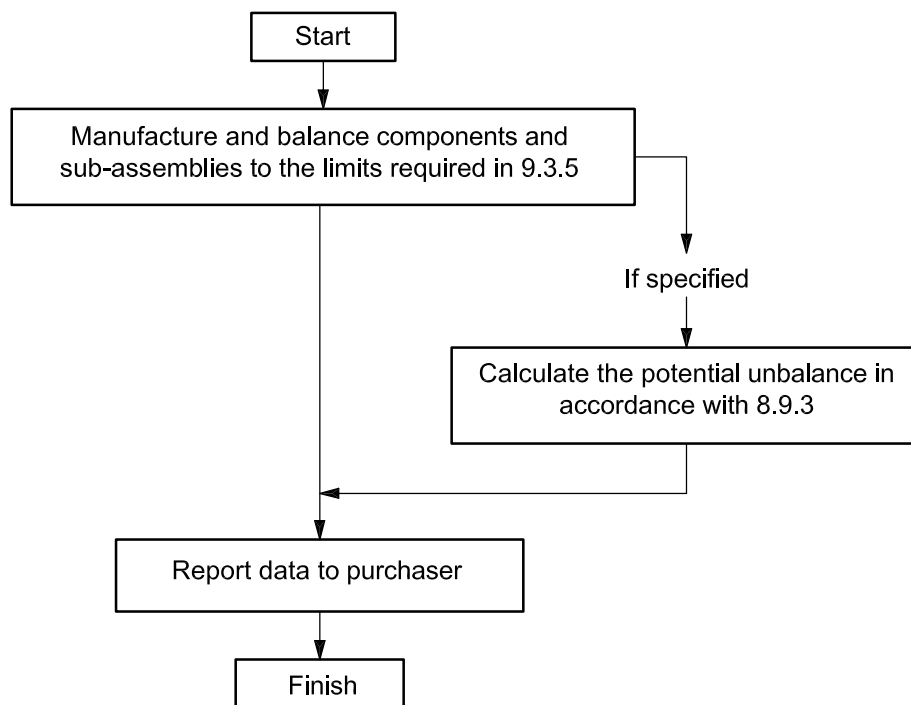 Start
Manufacture and balance components and
sub-assemblies to the limits required in 9.3.5
If specified
Calculate the potential unbalance in
accordance with 8.9.3
Report data to purchaser
Finish